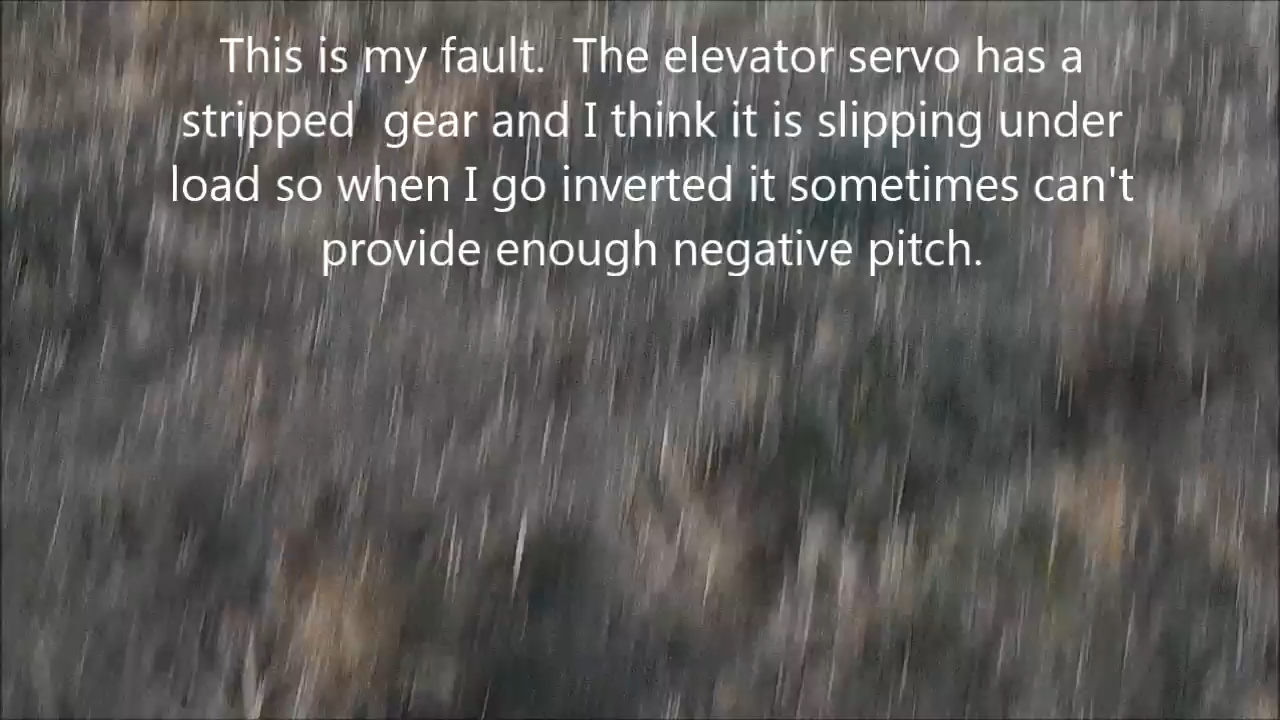 This is my fault.  The elevator servo has a
stripped  gear and I think it is slipping under
load so when I go inverted it sometimes can't
provide enough negative pitch.